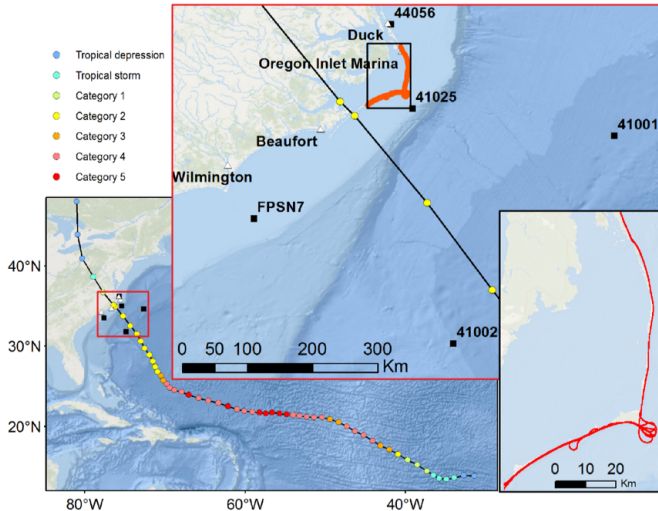 44056
Duck
Oregon Inlet Marina
41025
41001
Beaufort
Wilmington
FPSN7
41002
0 50 100 200 300
Km
Tropical depression
Tropical storm
Category 1
Category 2
Category 3
Category 4
Category 5
40°N
30°N
20°N
80°W 60°W 40°W
0 10 20
Km